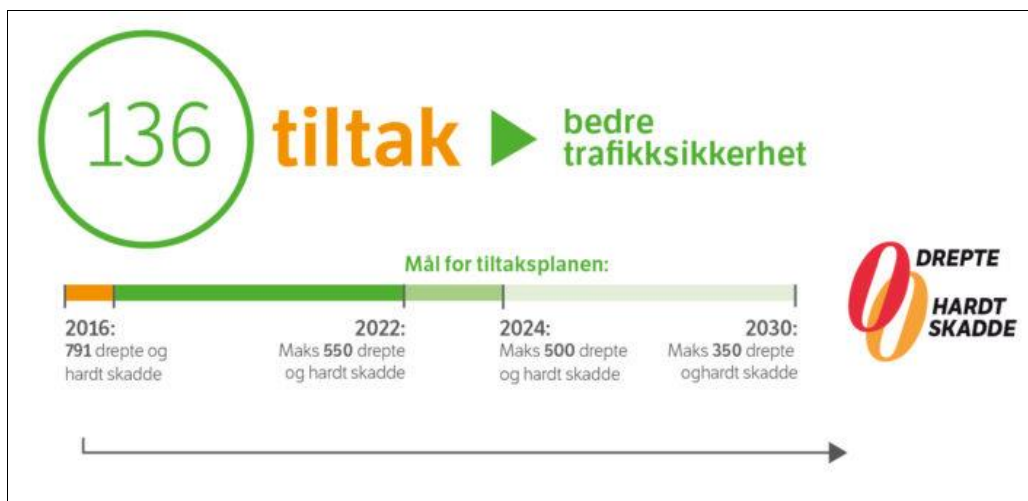 136 tiltak
bedre
trafikksikkerhet
Mål for tiltaksplanen:
2016:
791 drepte og
hardt skadde
2022:
Maks 550 drepte
og hardt skadde
2024:
Maks 500 drepte
og hardt skadde
2030:
Maks 350 drepte
oghardt skadde
0 DREPTE
0 HARDT
SKADDE